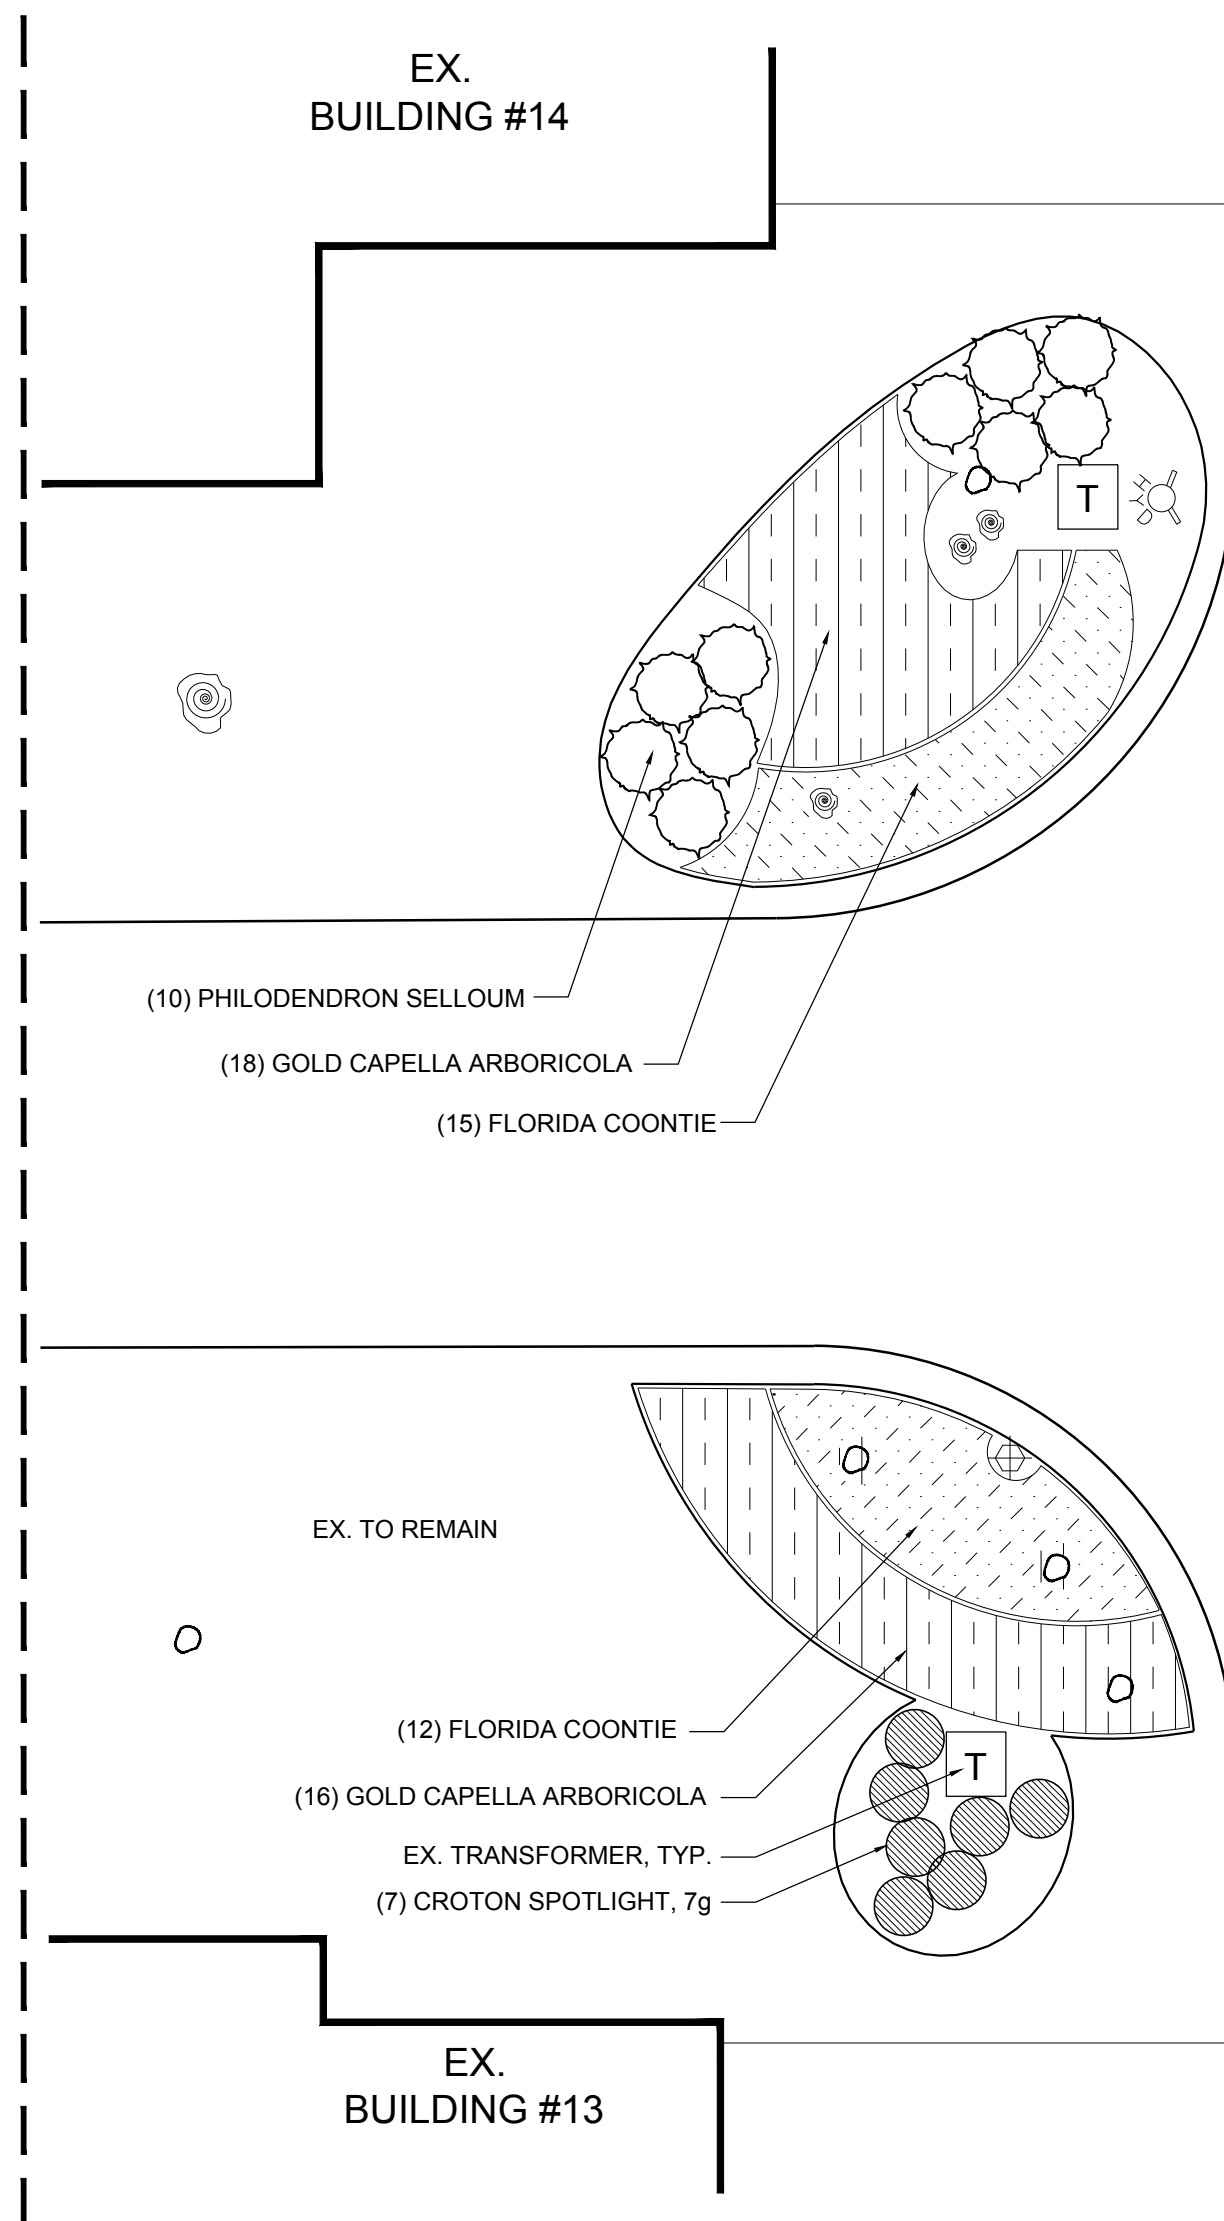 EX.
BUILDING #14
T
HYD
(10) PHILODENDRON SELLOUM
(18) GOLD CAPELLA ARBORICOLA
(15) FLORIDA COONTIE
EX. TO REMAIN
(12) FLORIDA COONTIE
T
(16) GOLD CAPELLA ARBORICOLA
EX. TRANSFORMER, TYP.
(7) CROTON SPOTLIGHT, 7g
EX.
BUILDING #13